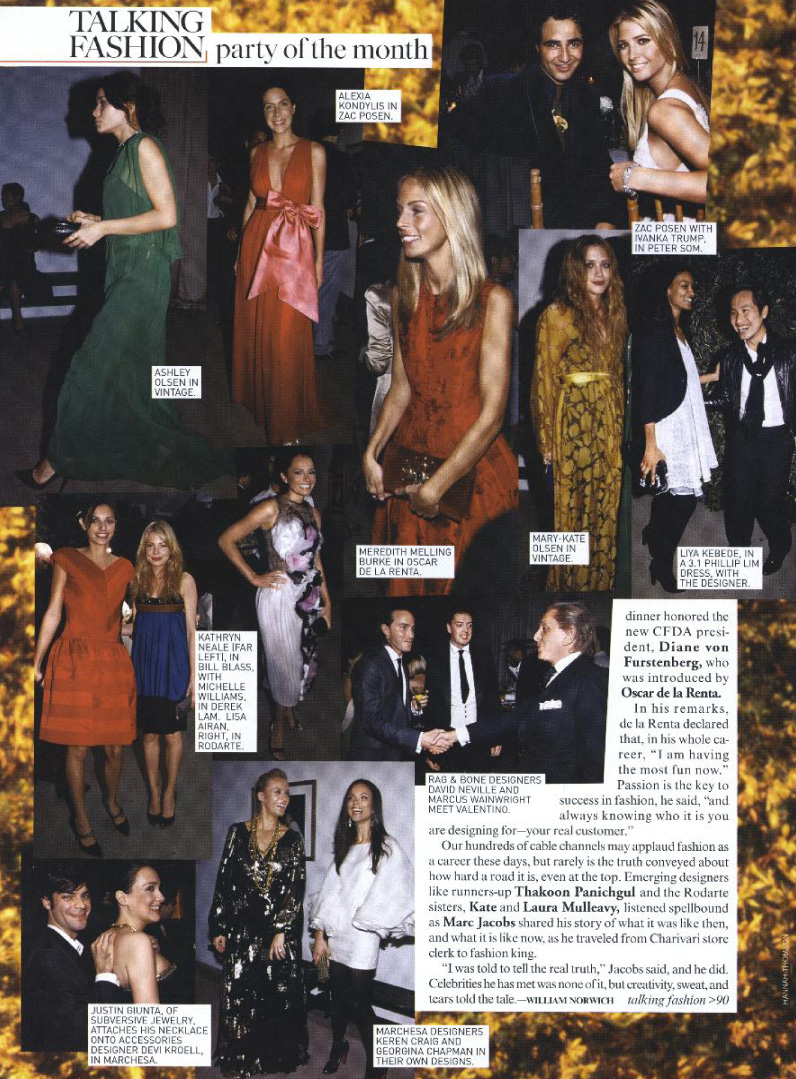 TALKING
FASHION party of the month
ALEXIA
KONDYLIS IN
ZAC POSEN.
14
ZAC POSEN WITH
IVANKA TRUMP,
IN PETER SOM.
ASHLEY
OLSEN IN
VINTAGE.
MEREDITH MELLING
BURKE IN OSCAR
DE LA RENTA.
MARY-KATE
OLSEN IN
VINTAGE.
LIYA KEBEDE, IN
A 3.1 PHILLIP LIM
DRESS, WITH
THE DESIGNER.
KATHRYN
NEALE [FAR
LEFT], IN
BILL BLASS,
WITH
MICHELLE
WILLIAMS,
IN DEREK
LAM. LISA
AIRAN,
RIGHT, IN
RODARTE.
RAG & BONE DESIGNERS
DAVID NEVILLE AND
MARCUS WAINWRIGHT
MEET VALENTINO.
JUSTIN GIUNTA, OF
SUBVERSIVE JEWELRY,
ATTACHES HIS NECKLACE
ONTO ACCESSORIES
DESIGNER DEVI KROELL,
IN MARCHESA.
MARCHESA DESIGNERS
KEREN CRAIG AND
GEORGINA CHAPMAN IN
THEIR OWN DESIGNS.
dinner honored the
new CFDA presi-
dent, Diane von
Furstenberg, who
was introduced by
Oscar de la Renta.
In his remarks,
de la Renta declared
that, in his whole ca-
reer, "I am having
the most fun now."
Passion is the key to
success in fashion, he said, "and
always knowing who it is you
are designing for—your real customer."
Our hundreds of cable channels may applaud fashion as
a career these days, but rarely is the truth conveyed about
how hard a road it is, even at the top. Emerging designers
like runners-up Thakoon Panichgul and the Rodarte
sisters, Kate and Laura Mulleavy, listened spellbound
as Marc Jacobs shared his story of what it was like then,
and what it is like now, as he traveled from Charivari store
clerk to fashion king.
"I was told to tell the real truth," Jacobs said, and he did.
Celebrities he has met was none of it, but creativity, sweat, and
tears told the tale.—WILLIAM NORWICH talking fashion >90